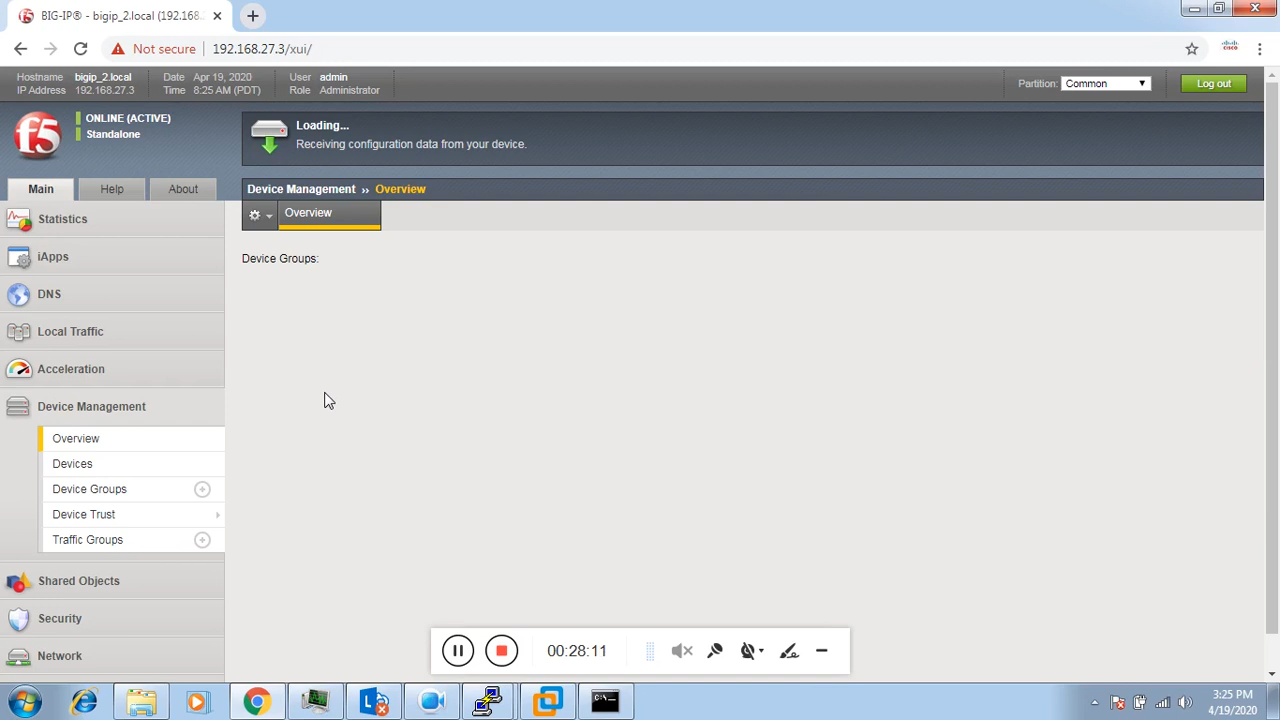 BIG-IP® - bigip_2.local (192.168.
Not secure 192.168.27.3/xui/
cisco
Hostname bigip_2.local Date Apr 19, 2020 User admin
IP Address 192.168.27.3 Time 8:25 AM (PDT) Role Administrator
Partition: Common Log out
f5
ONLINE (ACTIVE)
Standalone
Loading...
Receiving configuration data from your device.
Main Help About
Device Management ›› Overview
Overview
Device Groups:
Statistics
iApps
DNS
Local Traffic
Acceleration
Device Management
Overview
Devices
Device Groups
Device Trust
Traffic Groups
Shared Objects
Security
Network
00:28:11
C:\_
3:25 PM
4/19/2020